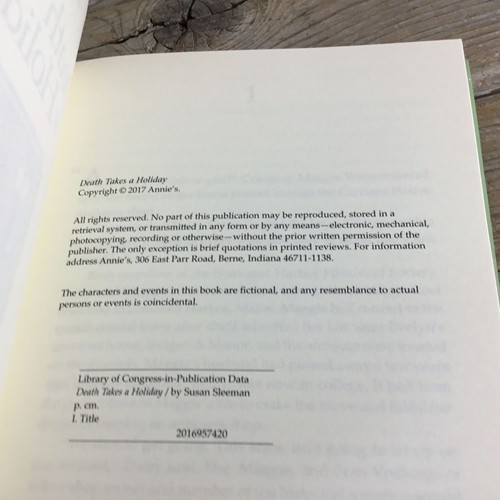 Death Takes a Holiday
Copyright © 2017 Annie's.
All rights reserved. No part of this publication may be reproduced, stored in a
retrieval system, or transmitted in any form or by any means—electronic, mechanical,
photocopying, recording or otherwise—without the prior written permission of the
publisher. The only exception is brief quotations in printed reviews. For information
address Annie's, 306 East Parr Road, Berne, Indiana 46711-1138.
The characters and events in this book are fictional, and any resemblance to actual
persons or events is coincidental.
Library of Congress-in-Publication Data
Death Takes a Holiday / by Susan Sleeman
p. cm.
I. Title
2016957420